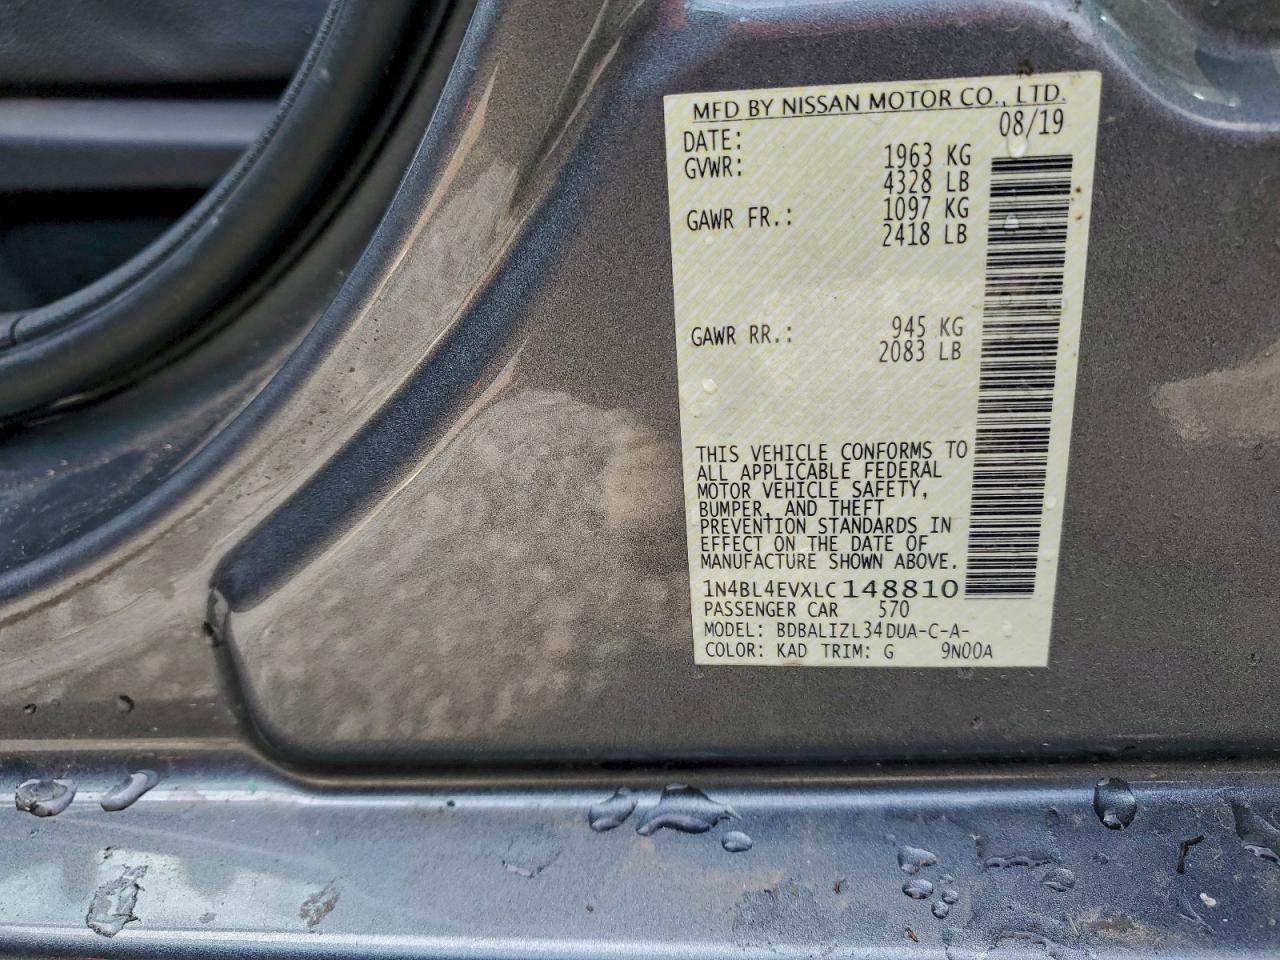 MFD BY NISSAN MOTOR CO., LTD.
DATE: 08/19
GVWR: 1963 KG
4328 LB
GAWR FR.: 1097 KG
2418 LB
GAWR RR.: 945 KG
2083 LB
THIS VEHICLE CONFORMS TO
ALL APPLICABLE FEDERAL
MOTOR VEHICLE SAFETY,
BUMPER, AND THEFT
PREVENTION STANDARDS IN
EFFECT ON THE DATE OF
MANUFACTURE SHOWN ABOVE.
1N4BL4EVXLC148810
PASSENGER CAR 570
MODEL: BDBALIZL34DUA-C-A-
COLOR: KAD TRIM: G 9N00A